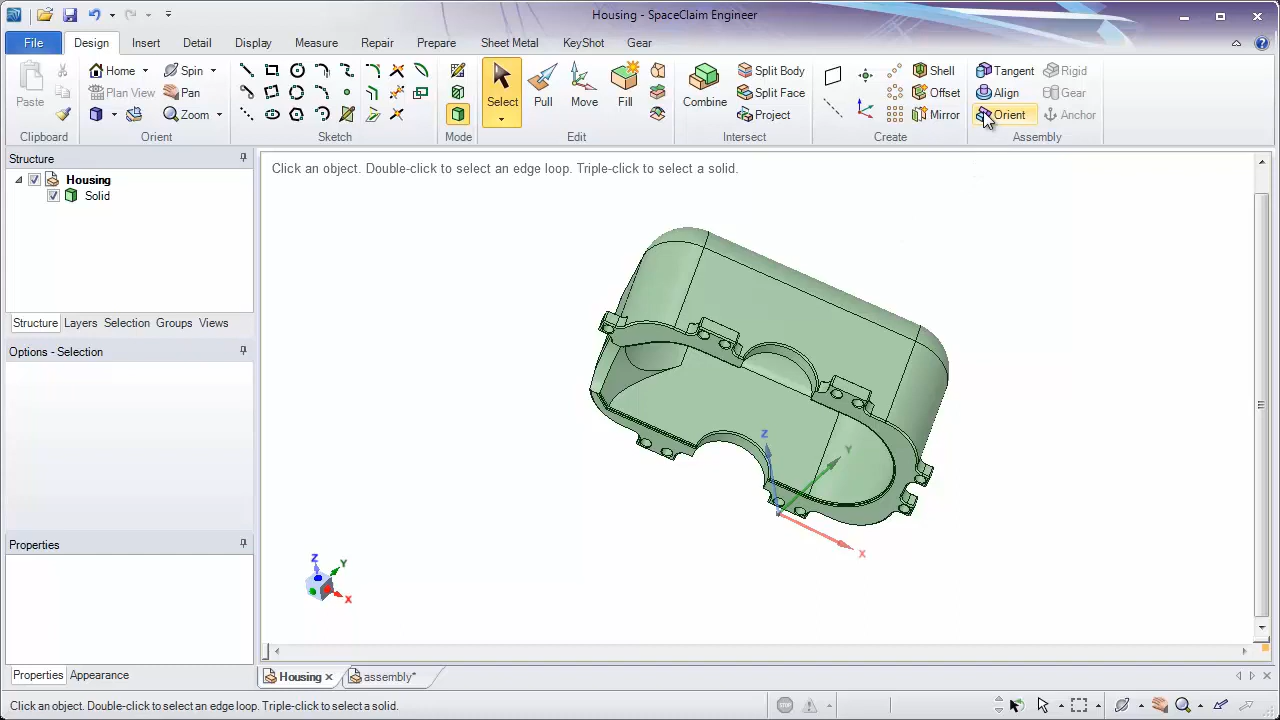 Housing - SpaceClaim Engineer
File Design Insert Detail Display Measure Repair Prepare Sheet Metal KeyShot Gear
Home Spin Split Body Shell Tangent Rigid
Paste Plan View Pan Select Pull Move Fill Combine Split Face Offset Align Gear
Zoom Project Mirror Orient Anchor
Clipboard Orient Sketch Mode Edit Intersect Create Assembly
Structure
Click an object. Double-click to select an edge loop. Triple-click to select a solid.
Housing
Solid
Structure Layers Selection Groups Views
Options - Selection
Z
Y
X
Properties
Z
Y
X
Properties Appearance
Housing assembly*
Click an object. Double-click to select an edge loop. Triple-click to select a solid.